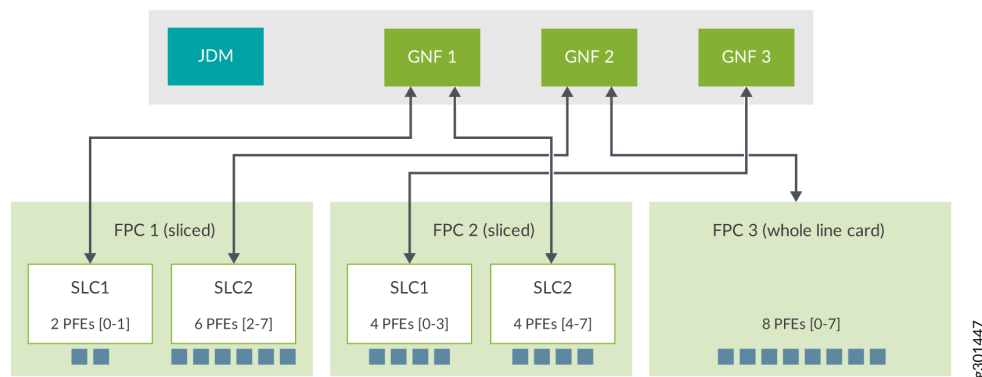 JDM
GNF 1
GNF 2
GNF 3
FPC 1 (sliced)
SLC1
2 PFEs [0-1]
SLC2
6 PFEs [2-7]
FPC 2 (sliced)
SLC1
4 PFEs [0-3]
SLC2
4 PFEs [4-7]
FPC 3 (whole line card)
8 PFEs [0-7]
g301447